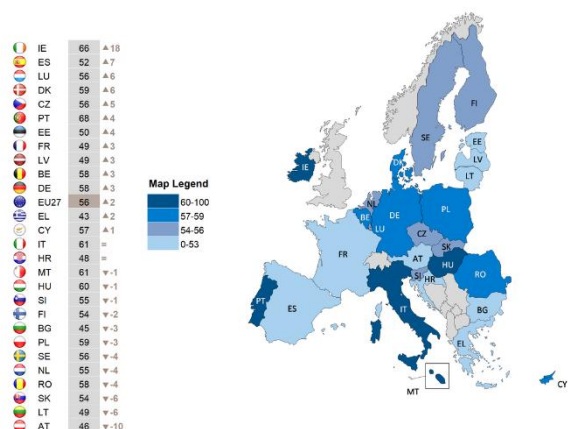 IE 66 ▲18
ES 52 ▲7
LU 56 ▲6
DK 59 ▲6
CZ 56 ▲5
PT 68 ▲4
EE 50 ▲4
FR 49 ▲3
LV 49 ▲3
BE 58 ▲3
DE 58 ▲3
EU27 56 ▲2
EL 43 ▲2
CY 57 ▲1
IT 61 =
HR 48 =
MT 61 ▼-1
HU 60 ▼-1
SI 55 ▼-1
FI 54 ▼-2
BG 45 ▼-3
PL 59 ▼-3
SE 56 ▼-4
NL 55 ▼-4
RO 58 ▼-4
SK 54 ▼-6
LT 49 ▼-6
AT 46 ▼-10
Map Legend
60-100
57-59
54-56
0-53
FI
SE
EE
LV
LT
DK
IE
NL
BE
DE
PL
LU
CZ
SK
FR
AT
HU
SI
HR
RO
IT
BG
PT
ES
EL
MT
CY